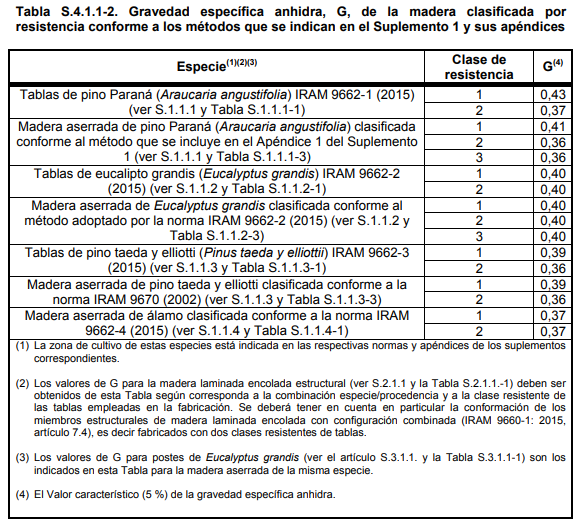 Tabla S.4.1.1-2. Gravedad específica anhidra, G, de la madera clasificada por
resistencia conforme a los métodos que se indican en el Suplemento 1 y sus apéndices
Especie(1)(2)(3) Clase de resistencia G(4)
Tablas de pino Paraná (Araucaria angustifolia) IRAM 9662-1 (2015) 1 0,43
(ver S.1.1.1 y Tabla S.1.1.1-1) 2 0,37
Madera aserrada de pino Paraná (Araucaria angustifolia) clasificada 1 0,41
conforme al método que se incluye en el Apéndice 1 del Suplemento 2 0,36
1 (ver S.1.1.1 y Tabla S.1.1.1-3) 3 0,36
Tablas de eucalipto grandis (Eucalyptus grandis) IRAM 9662-2 1 0,40
(2015) (ver S.1.1.2 y Tabla S.1.1.2-1) 2 0,40
Madera aserrada de Eucalyptus grandis clasificada conforme al 1 0,40
método adoptado por la norma IRAM 9662-2 (2015) (ver S.1.1.2 y 2 0,40
Tabla S.1.1.2-3) 3 0,40
Tablas de pino taeda y elliotti (Pinus taeda y elliottii) IRAM 9662-3 1 0,39
(2015) (ver S.1.1.3 y Tabla S.1.1.3-1) 2 0,36
Madera aserrada de pino taeda y elliotti clasificada conforme a la 1 0,39
norma IRAM 9670 (2002) (ver S.1.1.3 y Tabla S.1.1.3-3) 2 0,36
Madera aserrada de álamo clasificada conforme a la norma IRAM 1 0,37
9662-4 (2015) (ver S.1.1.4 y Tabla S.1.1.4-1) 2 0,37
(1) La zona de cultivo de estas especies está indicada en las respectivas normas y apéndices de los suplementos
correspondientes.
(2) Los valores de G para la madera laminada encolada estructural (ver S.2.1.1 y la Tabla S.2.1.1.-1) deben ser
obtenidos de esta Tabla según corresponda a la combinación especie/procedencia y a la clase resistente de
las tablas empleadas en la fabricación. Se deberá tener en cuenta en particular la conformación de los
miembros estructurales de madera laminada encolada con configuración combinada (IRAM 9660-1: 2015,
artículo 7.4), es decir fabricados con dos clases resistentes de tablas.
(3) Los valores de G para postes de Eucalyptus grandis (ver el artículo S.3.1.1. y la Tabla S.3.1.1-1) son los
indicados en esta Tabla para la madera aserrada de la misma especie.
(4) El Valor característico (5 %) de la gravedad específica anhidra.